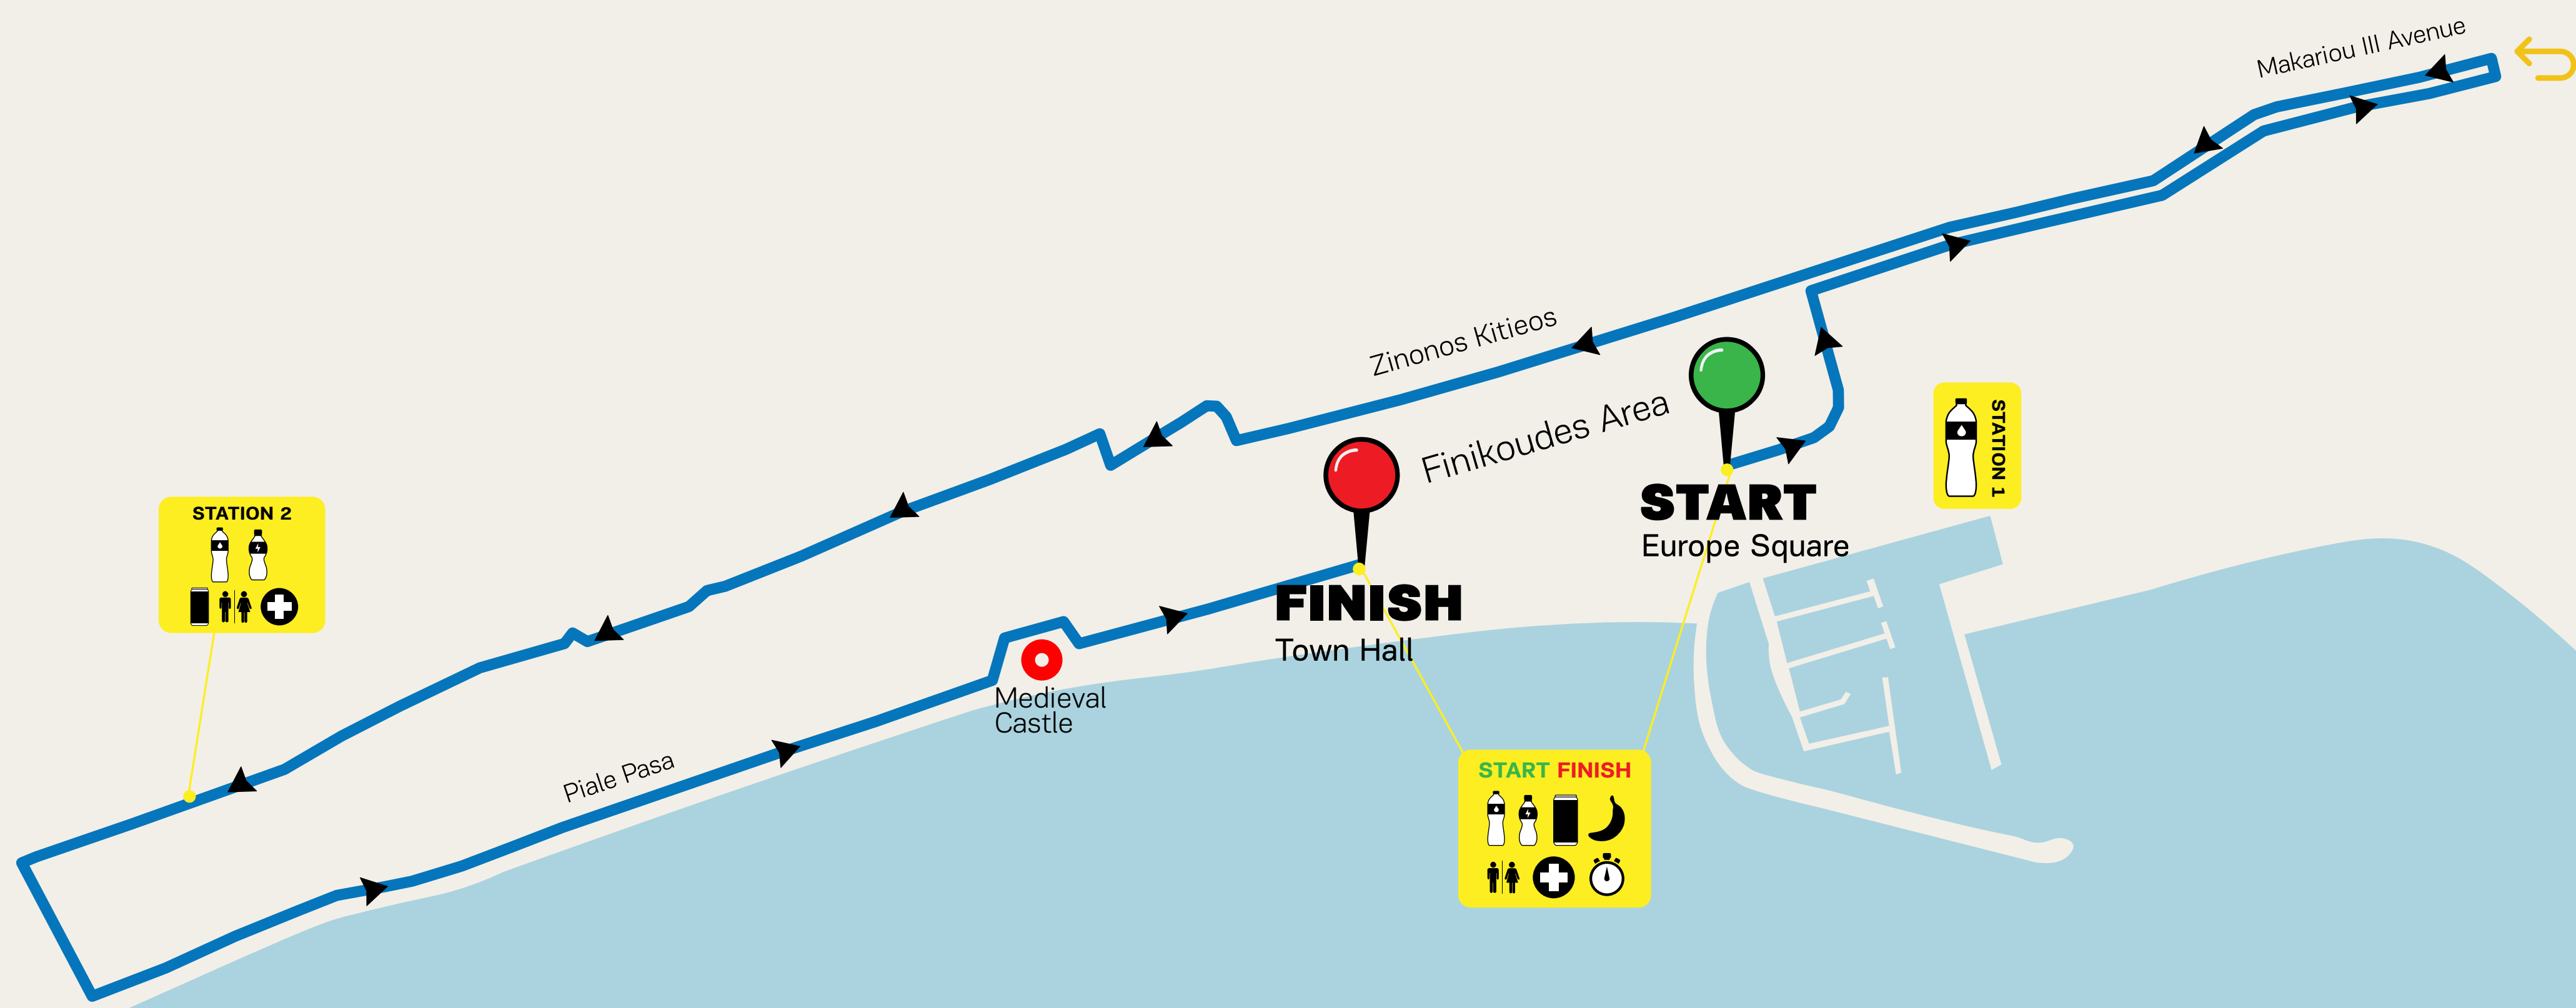 Makariou III Avenue
Zinonos Kitieos
Finikoudes Area
STATION 1
START
Europe Square
STATION 2
FINISH
Town Hall
Medieval
Castle
Piale Pasa
START FINISH